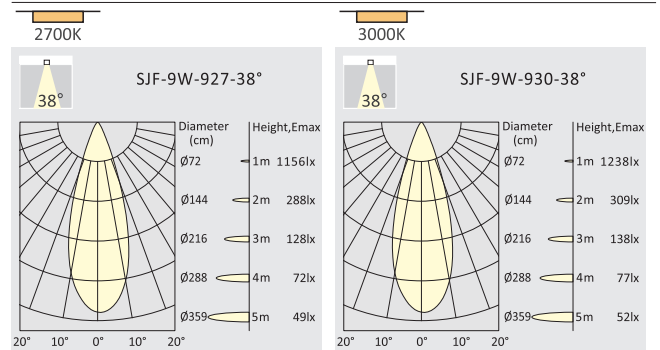 2700K
SJF-9W-927-38°
38°
Diameter
(cm)
Height,Emax
Ø72 1m 1156lx
Ø144 2m 288lx
Ø216 3m 128lx
Ø288 4m 72lx
Ø359 5m 49lx
20° 10° 0° 10° 20°
3000K
SJF-9W-930-38°
38°
Diameter
(cm)
Height,Emax
Ø72 1m 1238lx
Ø144 2m 309lx
Ø216 3m 138lx
Ø288 4m 77lx
Ø359 5m 52lx
20° 10° 0° 10° 20°